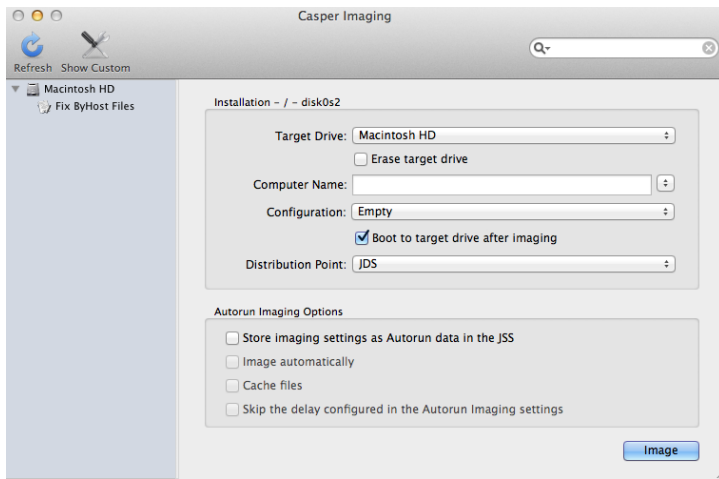 Casper Imaging
Refresh Show Custom
Macintosh HD
Fix ByHost Files
Installation - / - disk0s2
Target Drive: Macintosh HD
Erase target drive
Computer Name:
Configuration: Empty
Boot to target drive after imaging
Distribution Point: JDS
Autorun Imaging Options
Store imaging settings as Autorun data in the JSS
Image automatically
Cache files
Skip the delay configured in the Autorun Imaging settings
Image